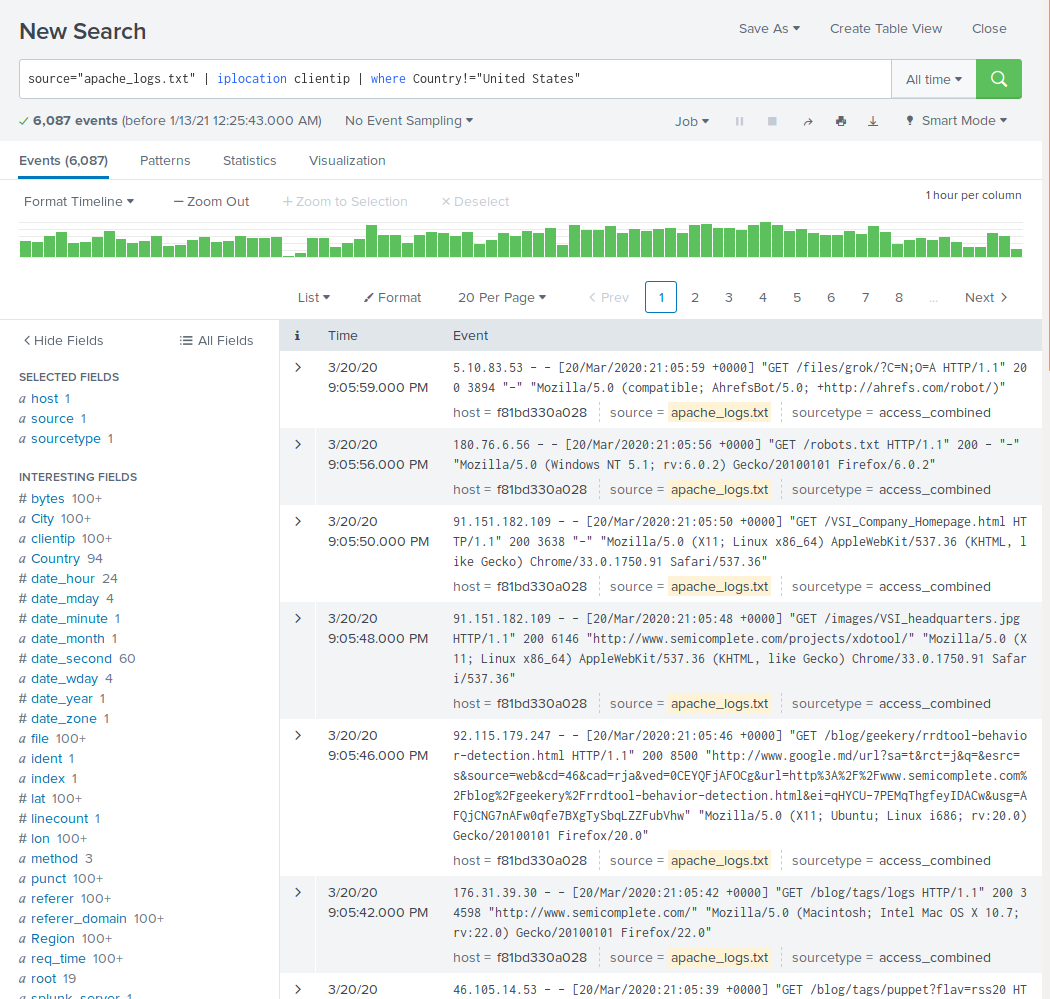 New Search
Save As
Create Table View
Close
source="apache_logs.txt" | iplocation clientip | where Country!="United States"
All time
6,087 events (before 1/13/21 12:25:43.000 AM)
No Event Sampling
Job
Smart Mode
Events (6,087)
Patterns
Statistics
Visualization
Format Timeline
— Zoom Out
+ Zoom to Selection
× Deselect
1 hour per column
List
Format
20 Per Page
< Prev
1
2
3
4
5
6
7
8
...
Next >
< Hide Fields
All Fields
SELECTED FIELDS
a host 1
a source 1
a sourcetype 1
INTERESTING FIELDS
# bytes 100+
a City 100+
a clientip 100+
a Country 94
# date_hour 24
# date_mday 4
# date_minute 1
a date_month 1
# date_second 60
a date_wday 4
# date_year 1
# date_zone 1
a file 100+
a ident 1
a index 1
# lat 100+
# linecount 1
# lon 100+
a method 3
a punct 100+
a referer 100+
a referer_domain 100+
a Region 100+
a req_time 100+
a root 19
a splunk_server 1
i
Time
Event
3/20/20
9:05:59.000 PM
5.10.83.53 - - [20/Mar/2020:21:05:59 +0000] "GET /files/grok/?C=N;O=A HTTP/1.1" 20
0 3894 "-" "Mozilla/5.0 (compatible; AhrefsBot/5.0; +http://ahrefs.com/robot/)"
host = f81bd330a028
source = apache_logs.txt
sourcetype = access_combined
3/20/20
9:05:56.000 PM
180.76.6.56 - - [20/Mar/2020:21:05:56 +0000] "GET /robots.txt HTTP/1.1" 200 - "-"
"Mozilla/5.0 (Windows NT 5.1; rv:6.0.2) Gecko/20100101 Firefox/6.0.2"
host = f81bd330a028
source = apache_logs.txt
sourcetype = access_combined
3/20/20
9:05:50.000 PM
91.151.182.109 - - [20/Mar/2020:21:05:50 +0000] "GET /VSI_Company_Homepage.html HT
TP/1.1" 200 3638 "-" "Mozilla/5.0 (X11; Linux x86_64) AppleWebKit/537.36 (KHTML, l
ike Gecko) Chrome/33.0.1750.91 Safari/537.36"
host = f81bd330a028
source = apache_logs.txt
sourcetype = access_combined
3/20/20
9:05:48.000 PM
91.151.182.109 - - [20/Mar/2020:21:05:48 +0000] "GET /images/VSI_headquarters.jpg
HTTP/1.1" 200 6146 "http://www.semicomplete.com/projects/xdotool/" "Mozilla/5.0 (X
11; Linux x86_64) AppleWebKit/537.36 (KHTML, like Gecko) Chrome/33.0.1750.91 Safar
i/537.36"
host = f81bd330a028
source = apache_logs.txt
sourcetype = access_combined
3/20/20
9:05:46.000 PM
92.115.179.247 - - [20/Mar/2020:21:05:46 +0000] "GET /blog/geekery/rrdtool-behavio
r-detection.html HTTP/1.1" 200 8500 "http://www.google.md/url?sa=t&rct=j&q=&esrc=
s&source=web&cd=46&cad=rja&ved=0CEYQFjAFOCg&url=http%3A%2F%2Fwww.semicomplete.com%
2Fblog%2Fgeekery%2Frrdtool-behavior-detection.html&ei=qHYCU-7PEMqThgfeyIDACw&usg=A
FQjCNG7nAFw0qfe7BXgTySbqLZZFubVhw" "Mozilla/5.0 (X11; Ubuntu; Linux i686; rv:20.0)
Gecko/20100101 Firefox/20.0"
host = f81bd330a028
source = apache_logs.txt
sourcetype = access_combined
3/20/20
9:05:42.000 PM
176.31.39.30 - - [20/Mar/2020:21:05:42 +0000] "GET /blog/tags/logs HTTP/1.1" 200 3
4598 "http://www.semicomplete.com/" "Mozilla/5.0 (Macintosh; Intel Mac OS X 10.7;
rv:22.0) Gecko/20100101 Firefox/22.0"
host = f81bd330a028
source = apache_logs.txt
sourcetype = access_combined
3/20/20
46.105.14.53 - - [20/Mar/2020:21:05:39 +0000] "GET /blog/tags/puppet?flav=rss20 HT